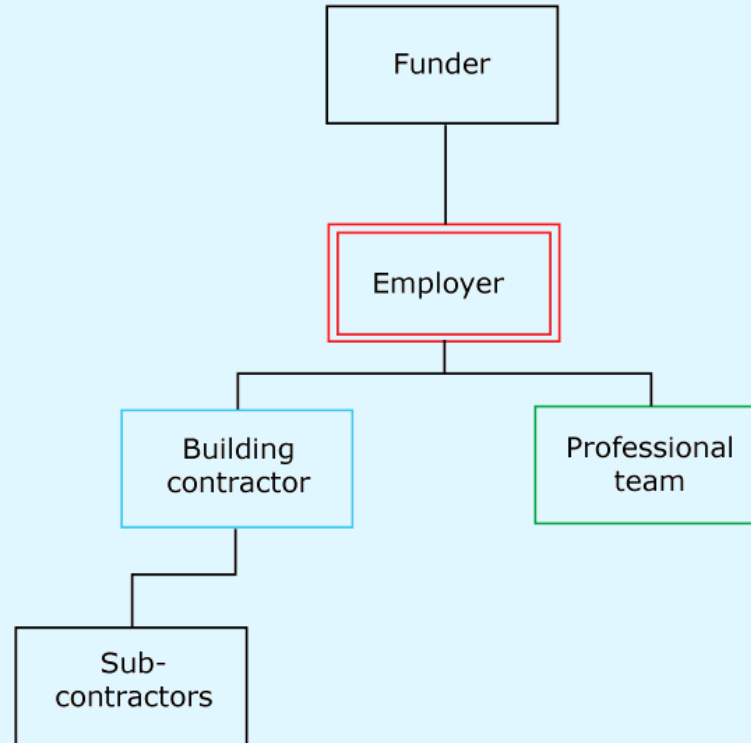 Funder
Employer
Building
contractor
Professional
team
Sub-
contractors